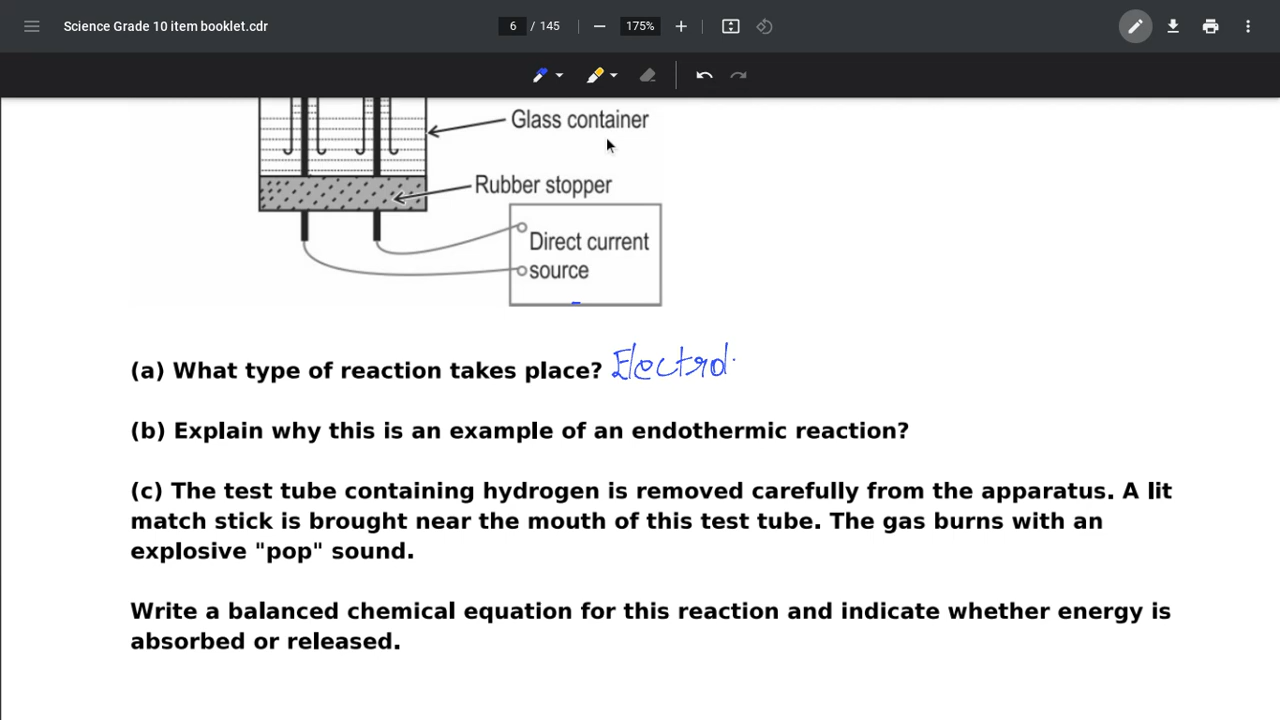 Science Grade 10 item booklet.cdr
6 / 145
175%
Glass container
Rubber stopper
Direct current
source
(a) What type of reaction takes place? Electrol
(b) Explain why this is an example of an endothermic reaction?
(c) The test tube containing hydrogen is removed carefully from the apparatus. A lit
match stick is brought near the mouth of this test tube. The gas burns with an
explosive "pop" sound.
Write a balanced chemical equation for this reaction and indicate whether energy is
absorbed or released.